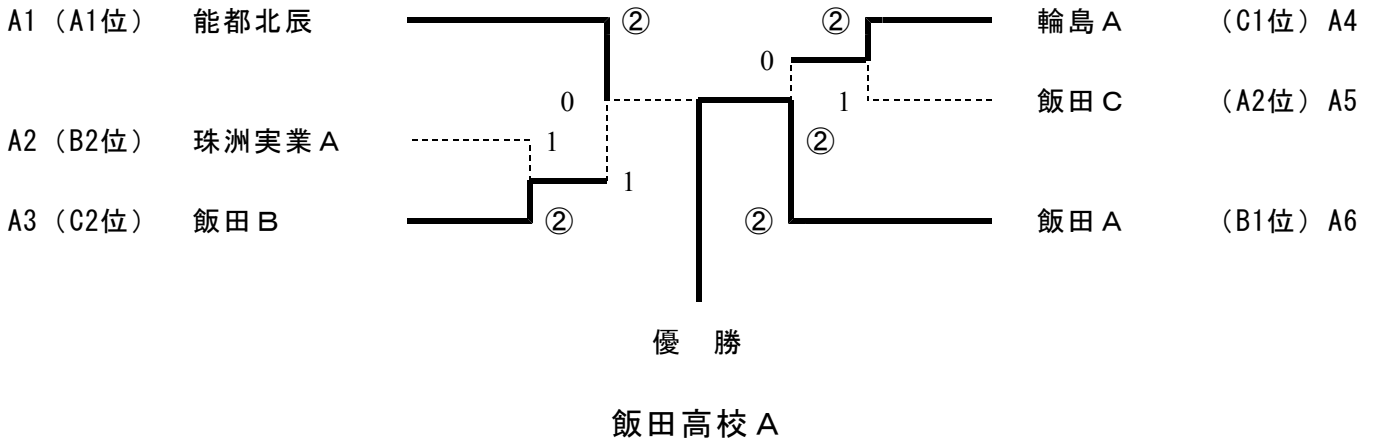 A1（A1位） 能都北辰 ② ② 輪島Ａ （C1位）A4
0
0 1 飯田Ｃ （A2位）A5
A2（B2位） 珠洲実業Ａ 1 ②
1
A3（C2位） 飯田Ｂ ② ② 飯田Ａ （B1位）A6
優 勝
飯田高校Ａ